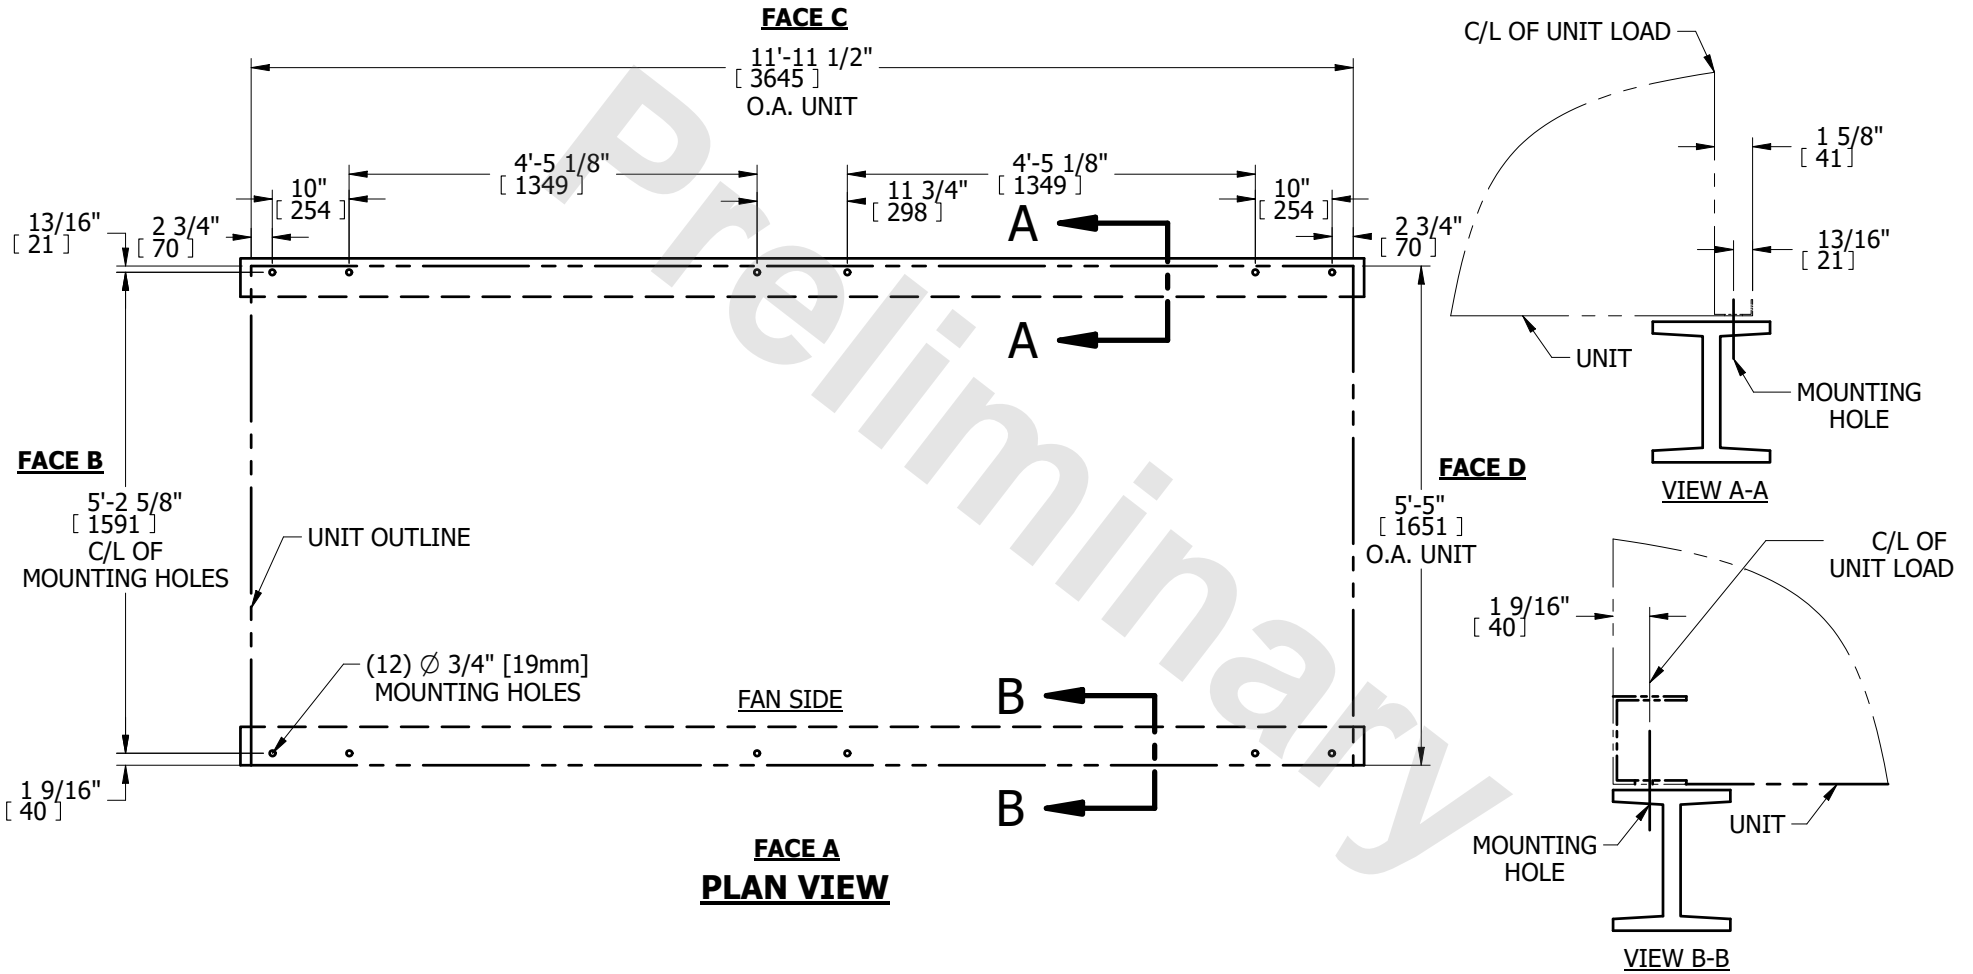 FACE C
11'-11 1/2"
[ 3645 ]
O.A. UNIT
4'-5 1/8"
[ 1349 ]
4'-5 1/8"
[ 1349 ]
10"
[ 254 ]
11 3/4"
[ 298 ]
10"
[ 254 ]
13/16"
[ 21 ]
2 3/4"
[ 70 ]
2 3/4"
[ 70 ]
A
A
FACE B
5'-2 5/8"
[ 1591 ]
C/L OF
MOUNTING HOLES
UNIT OUTLINE
FACE D
5'-5"
[ 1651 ]
O.A. UNIT
(12) Ø 3/4" [19mm]
MOUNTING HOLES
FAN SIDE
B
B
1 9/16"
[ 40 ]
FACE A
PLAN VIEW
Preliminary
C/L OF UNIT LOAD
1 5/8"
[ 41 ]
13/16"
[ 21 ]
UNIT
MOUNTING
HOLE
VIEW A-A
C/L OF
UNIT LOAD
1 9/16"
[ 40 ]
UNIT
MOUNTING
HOLE
VIEW B-B